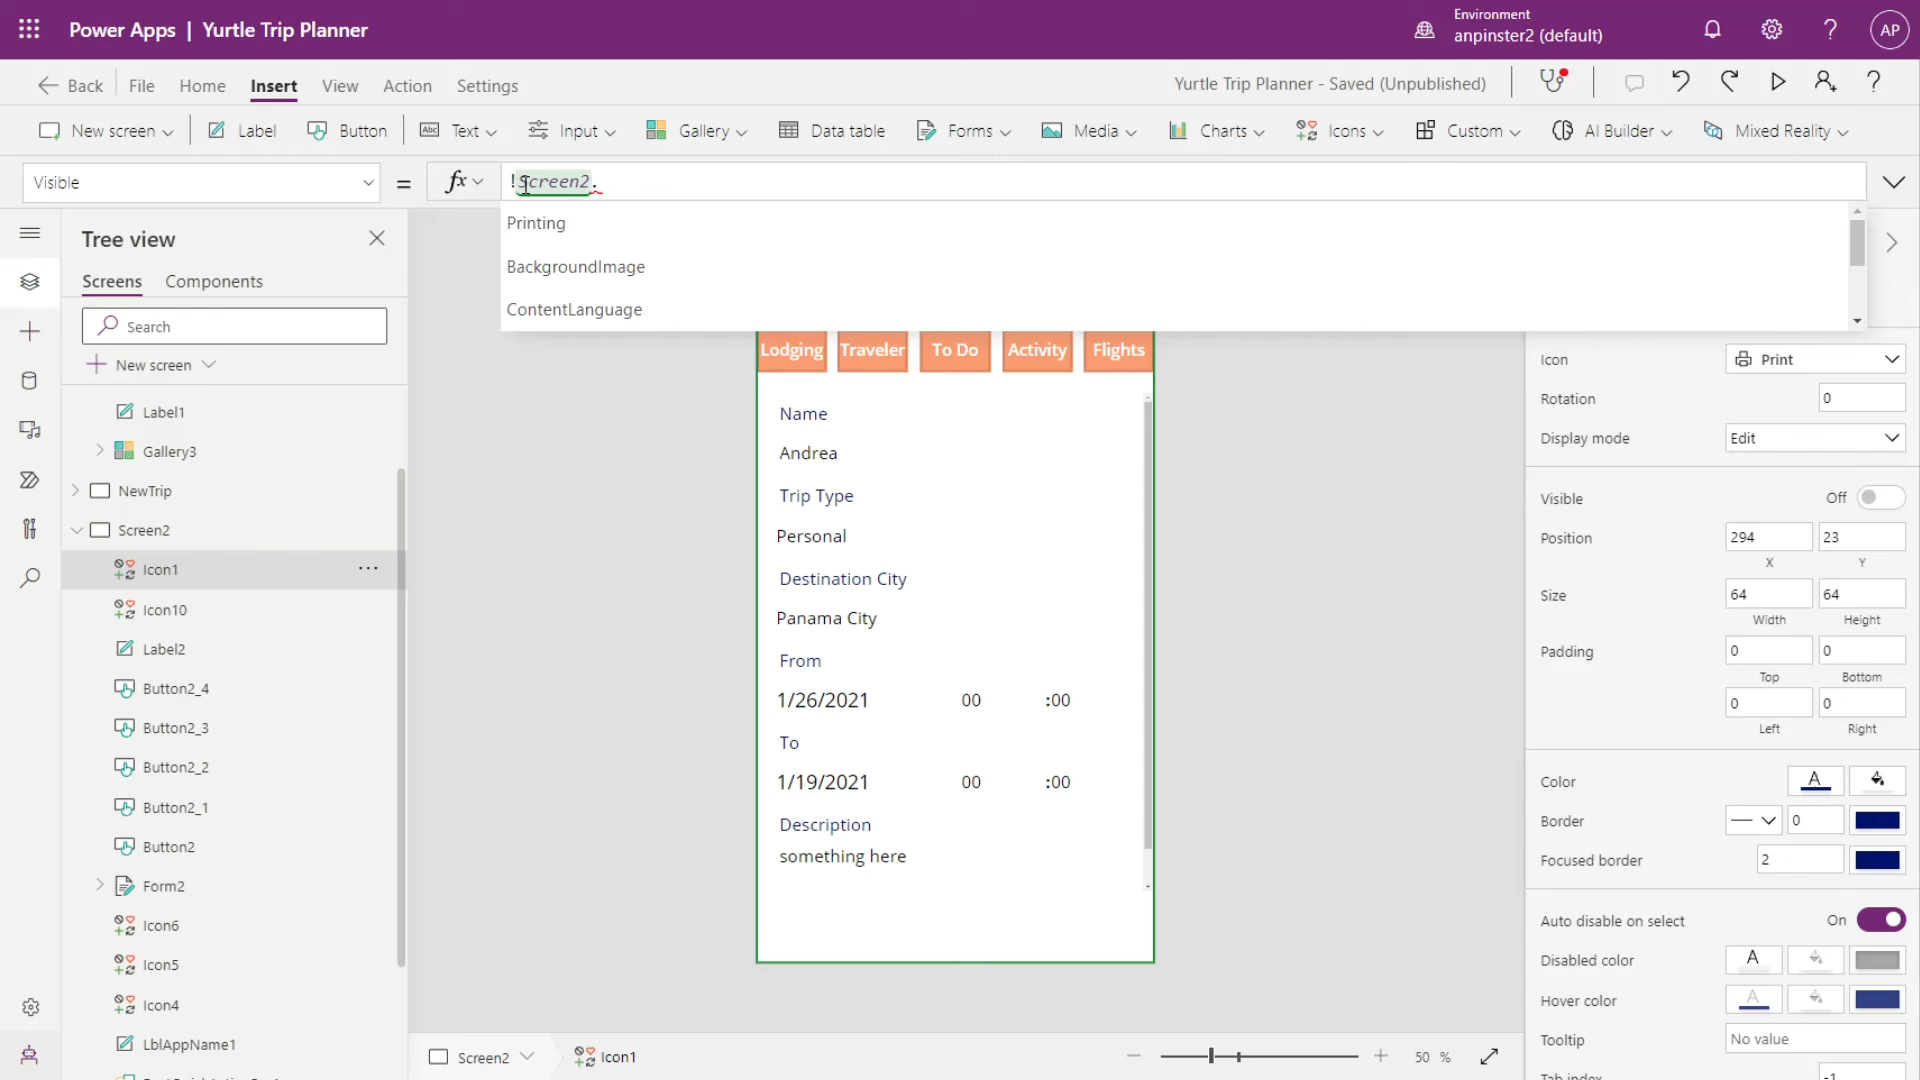 Power Apps | Yurtle Trip Planner
Environment
anpinster2 (default)
AP
Back
File
Home
Insert
View
Action
Settings
Yurtle Trip Planner - Saved (Unpublished)
New screen
Label
Button
Text
Input
Gallery
Data table
Forms
Media
Charts
Icons
Custom
AI Builder
Mixed Reality
Visible
=
fx
!Screen2.
Printing
BackgroundImage
ContentLanguage
Tree view
Screens
Components
Search
New screen
Label1
Gallery3
NewTrip
Screen2
Icon1
Icon10
Label2
Button2_4
Button2_3
Button2_2
Button2_1
Button2
Form2
Icon6
Icon5
Icon4
LblAppName1
Lodging
Traveler
To Do
Activity
Flights
Name
Andrea
Trip Type
Personal
Destination City
Panama City
From
1/26/2021 00 :00
To
1/19/2021 00 :00
Description
something here
Screen2
Icon1
50 %
Icon
Print
Rotation
0
Display mode
Edit
Visible
Off
Position
294
23
X
Y
Size
64
64
Width
Height
Padding
0
0
Top
Bottom
0
0
Left
Right
Color
Border
0
Focused border
2
Auto disable on select
On
Disabled color
Hover color
Tooltip
No value
Tab index
-1